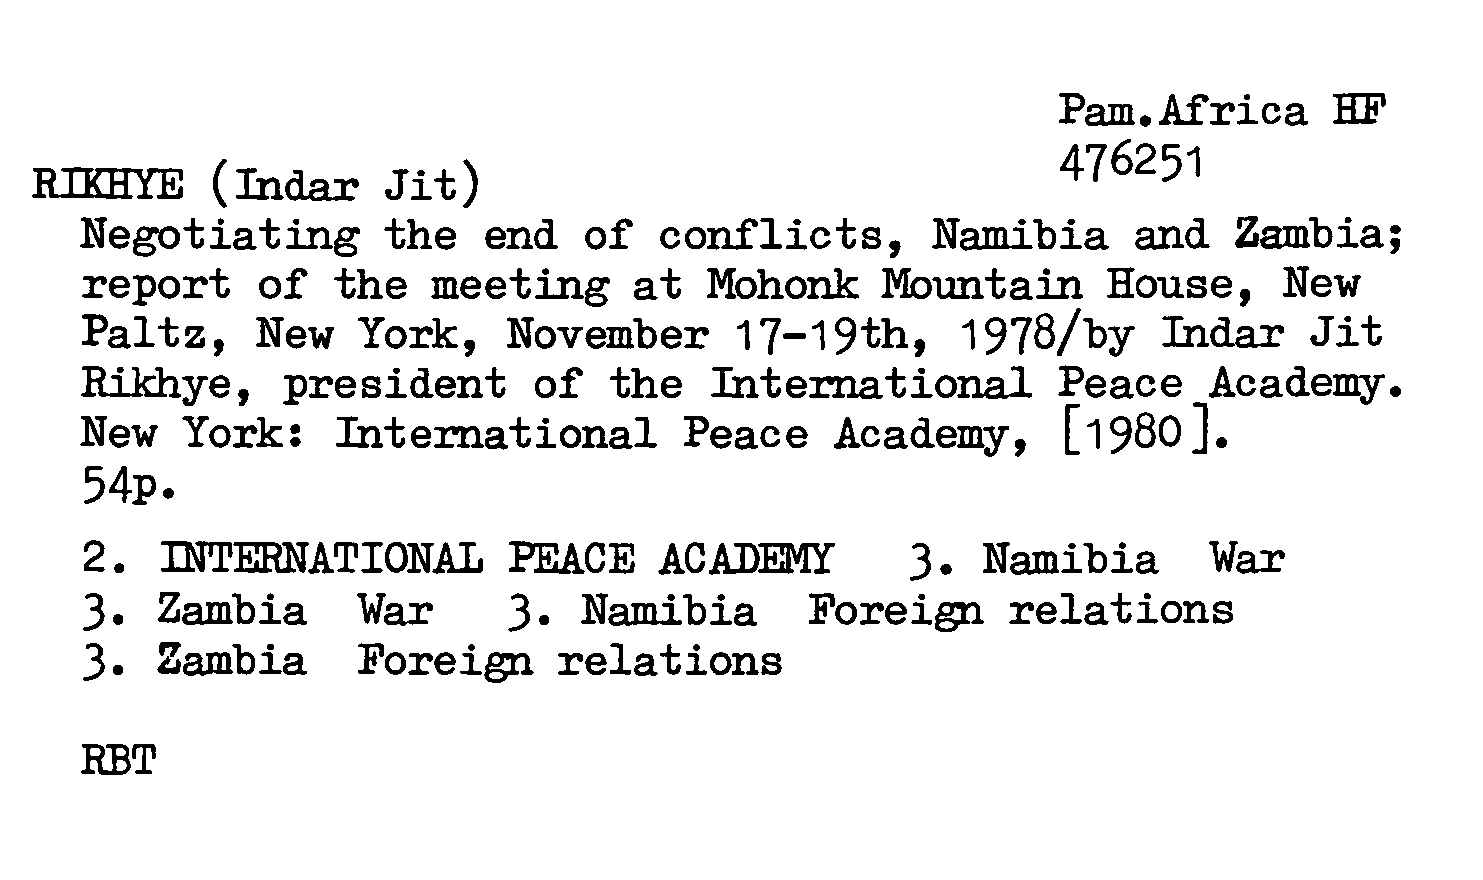 Pam.Africa HF
476251
RIKHYE (Indar Jit)
Negotiating the end of conflicts, Namibia and Zambia;
report of the meeting at Mohonk Mountain House, New
Paltz, New York, November 17-19th, 1978/by Indar Jit
Rikhye, president of the International Peace Academy.
New York: International Peace Academy, [1980].
54p.
2. INTERNATIONAL PEACE ACADEMY 3. Namibia War
3. Zambia War 3. Namibia Foreign relations
3. Zambia Foreign relations
RBT